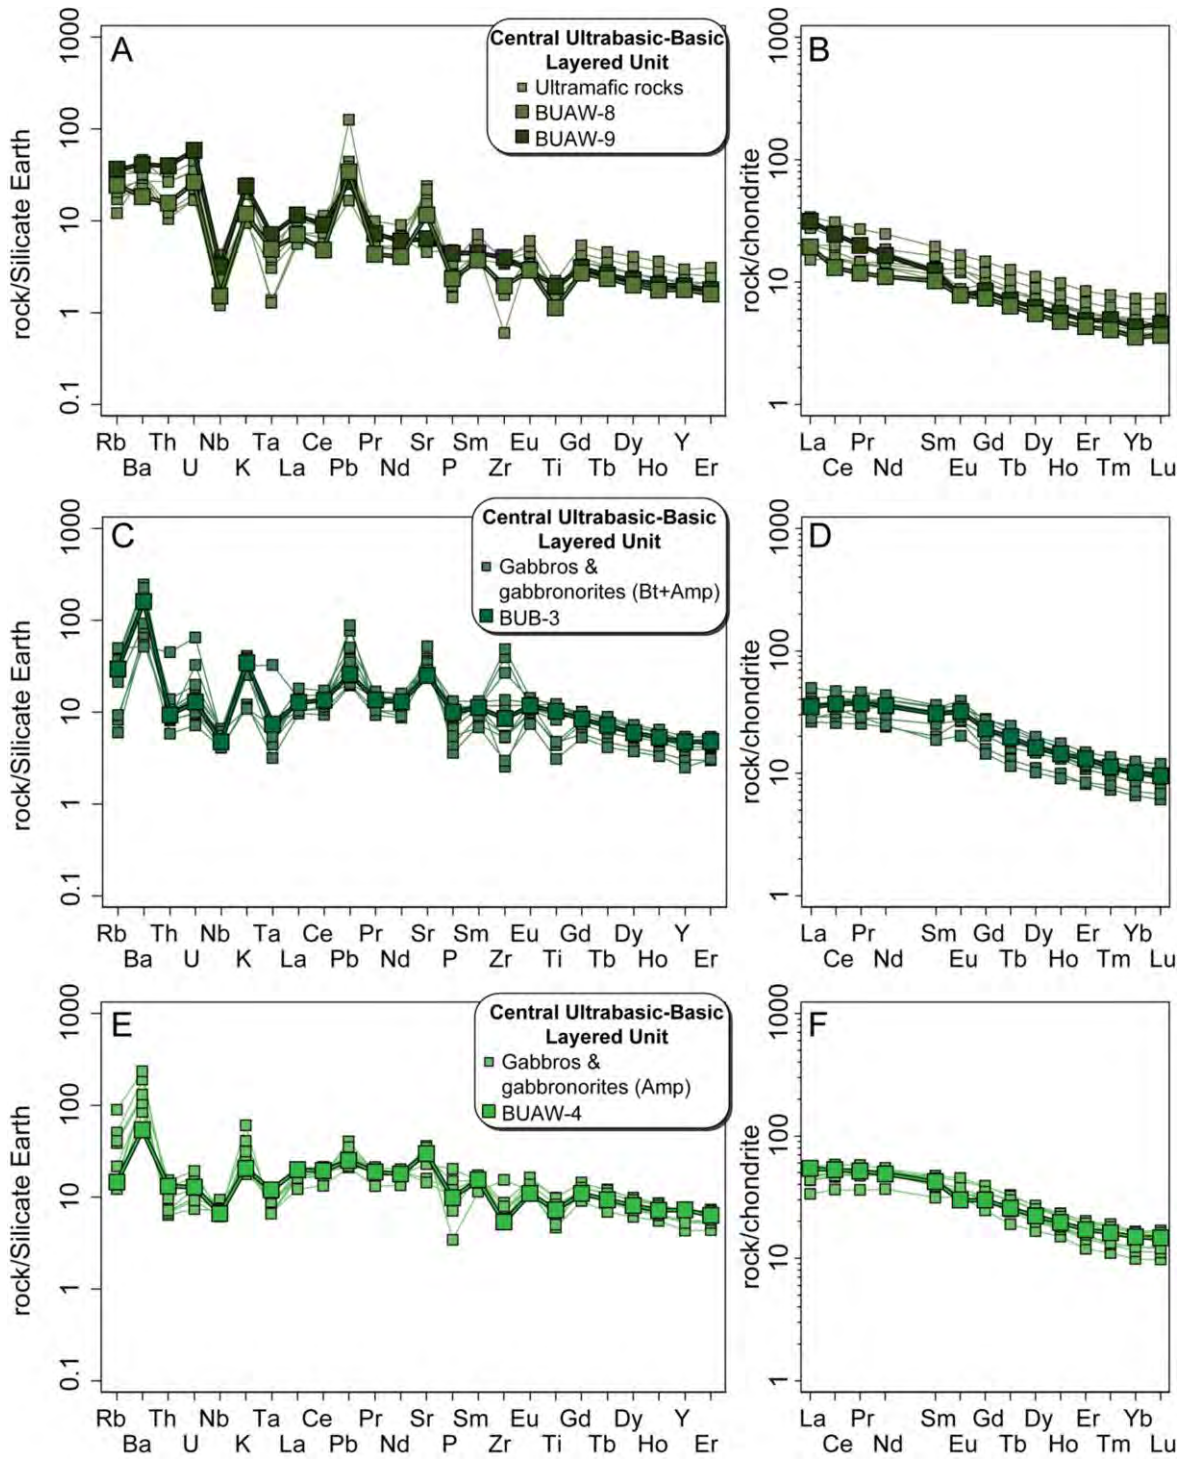 A
Central Ultrabasic-Basic
Layered Unit
Ultramafic rocks
BUAW-8
BUAW-9
rock/Silicate Earth
1000
100
10
1
0.1
Rb Th Nb Ta Ce Pr Sr Sm Eu Gd Dy Y
Ba U K La Pb Nd P Zr Ti Tb Ho Er
B
rock/chondrite
1000
100
10
1
La Pr Sm Gd Dy Er Yb
Ce Nd Eu Tb Ho Tm Lu
C
Central Ultrabasic-Basic
Layered Unit
Gabbros &
gabbronorites (Bt+Amp)
BUB-3
rock/Silicate Earth
1000
100
10
1
0.1
Rb Th Nb Ta Ce Pr Sr Sm Eu Gd Dy Y
Ba U K La Pb Nd P Zr Ti Tb Ho Er
D
rock/chondrite
1000
100
10
1
La Pr Sm Gd Dy Er Yb
Ce Nd Eu Tb Ho Tm Lu
E
Central Ultrabasic-Basic
Layered Unit
Gabbros &
gabbronorites (Amp)
BUAW-4
rock/Silicate Earth
1000
100
10
1
0.1
Rb Th Nb Ta Ce Pr Sr Sm Eu Gd Dy Y
Ba U K La Pb Nd P Zr Ti Tb Ho Er
F
rock/chondrite
1000
100
10
1
La Pr Sm Gd Dy Er Yb
Ce Nd Eu Tb Ho Tm Lu